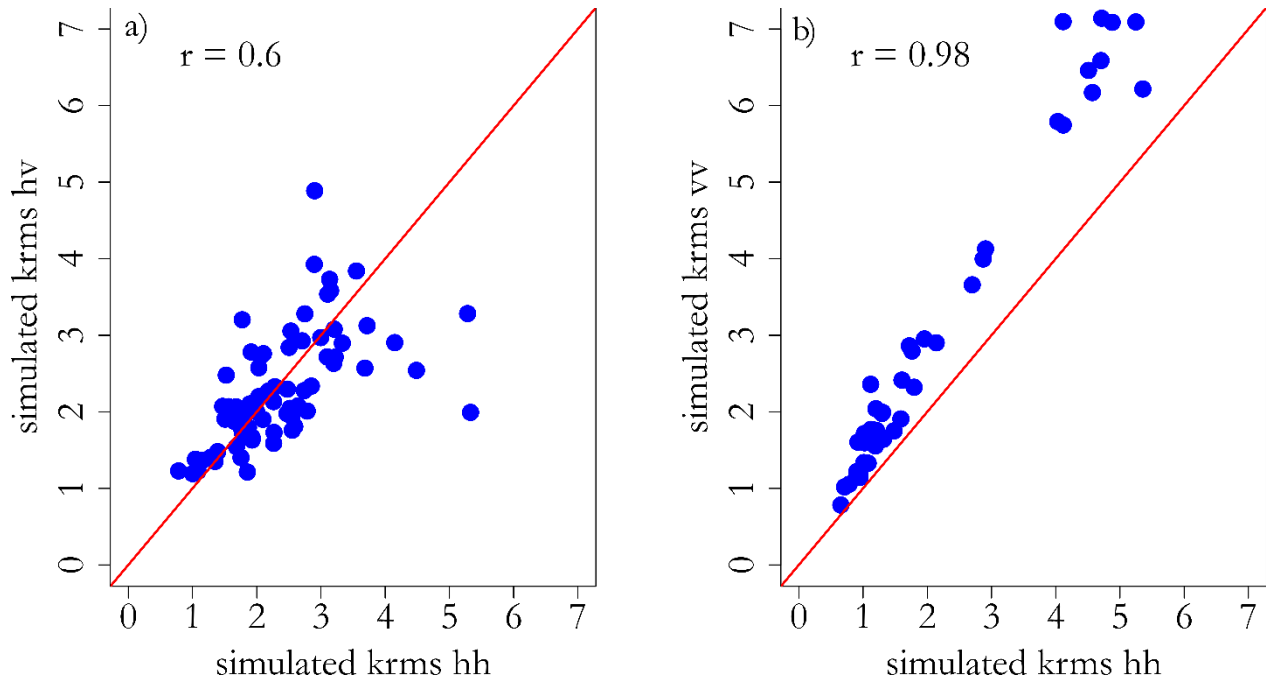 a)
r = 0.6
simulated krms hv
0 1 2 3 4 5 6 7
0 1 2 3 4 5 6 7
simulated krms hh
b)
r = 0.98
simulated krms vv
0 1 2 3 4 5 6 7
0 1 2 3 4 5 6 7
simulated krms hh